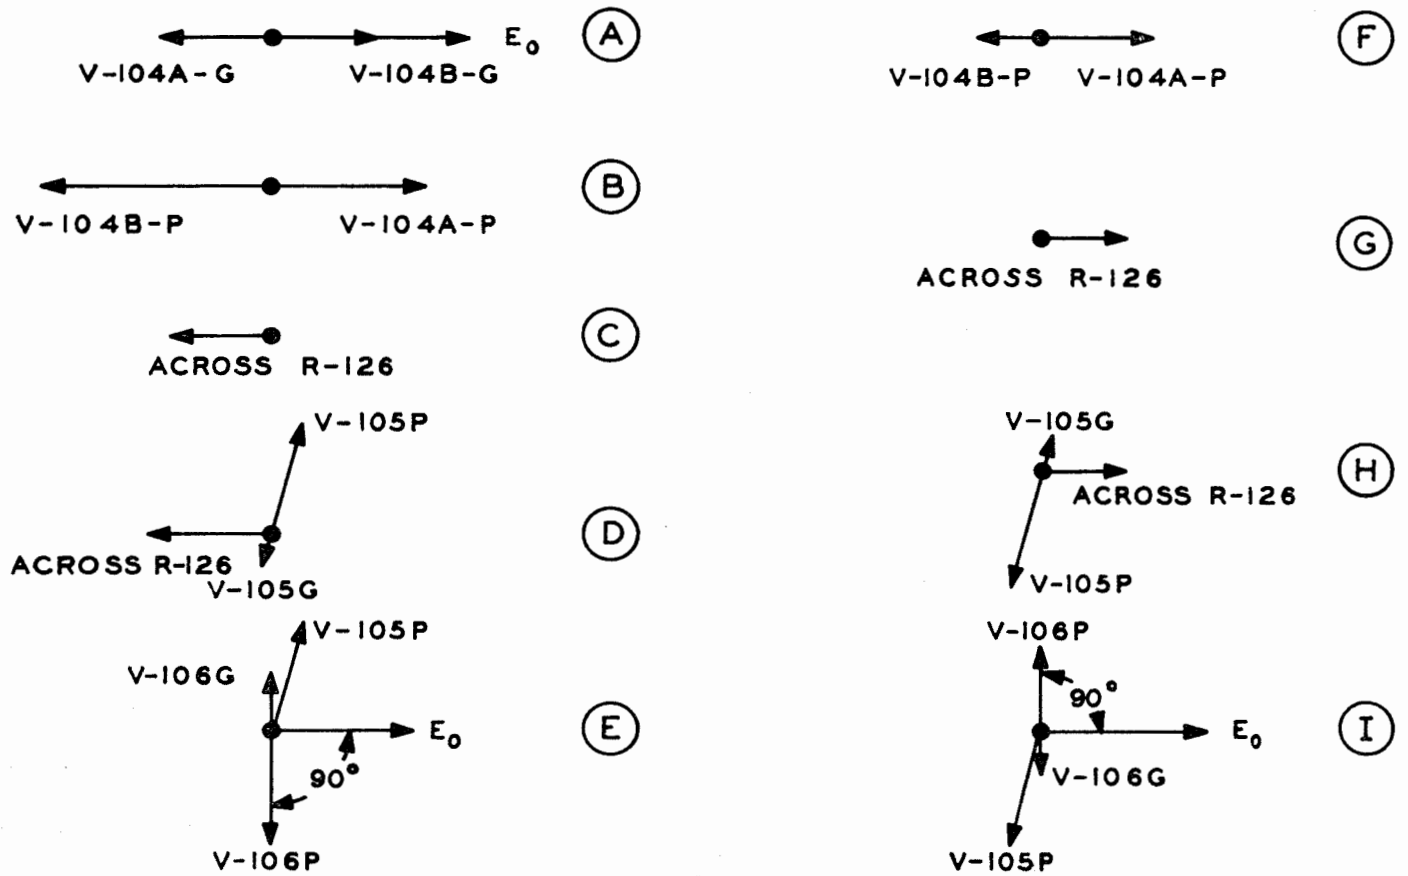 E₀ A
V-104A-G V-104B-G
B
V-104B-P V-104A-P
C
ACROSS R-126
V-105P
D
ACROSS R-126
V-105G
V-105P
V-106G
E₀ E
90°
V-106P
F
V-104B-P V-104A-P
G
ACROSS R-126
V-105G
H
ACROSS R-126
V-105P
V-106P
90°
E₀ I
V-106G
V-105P